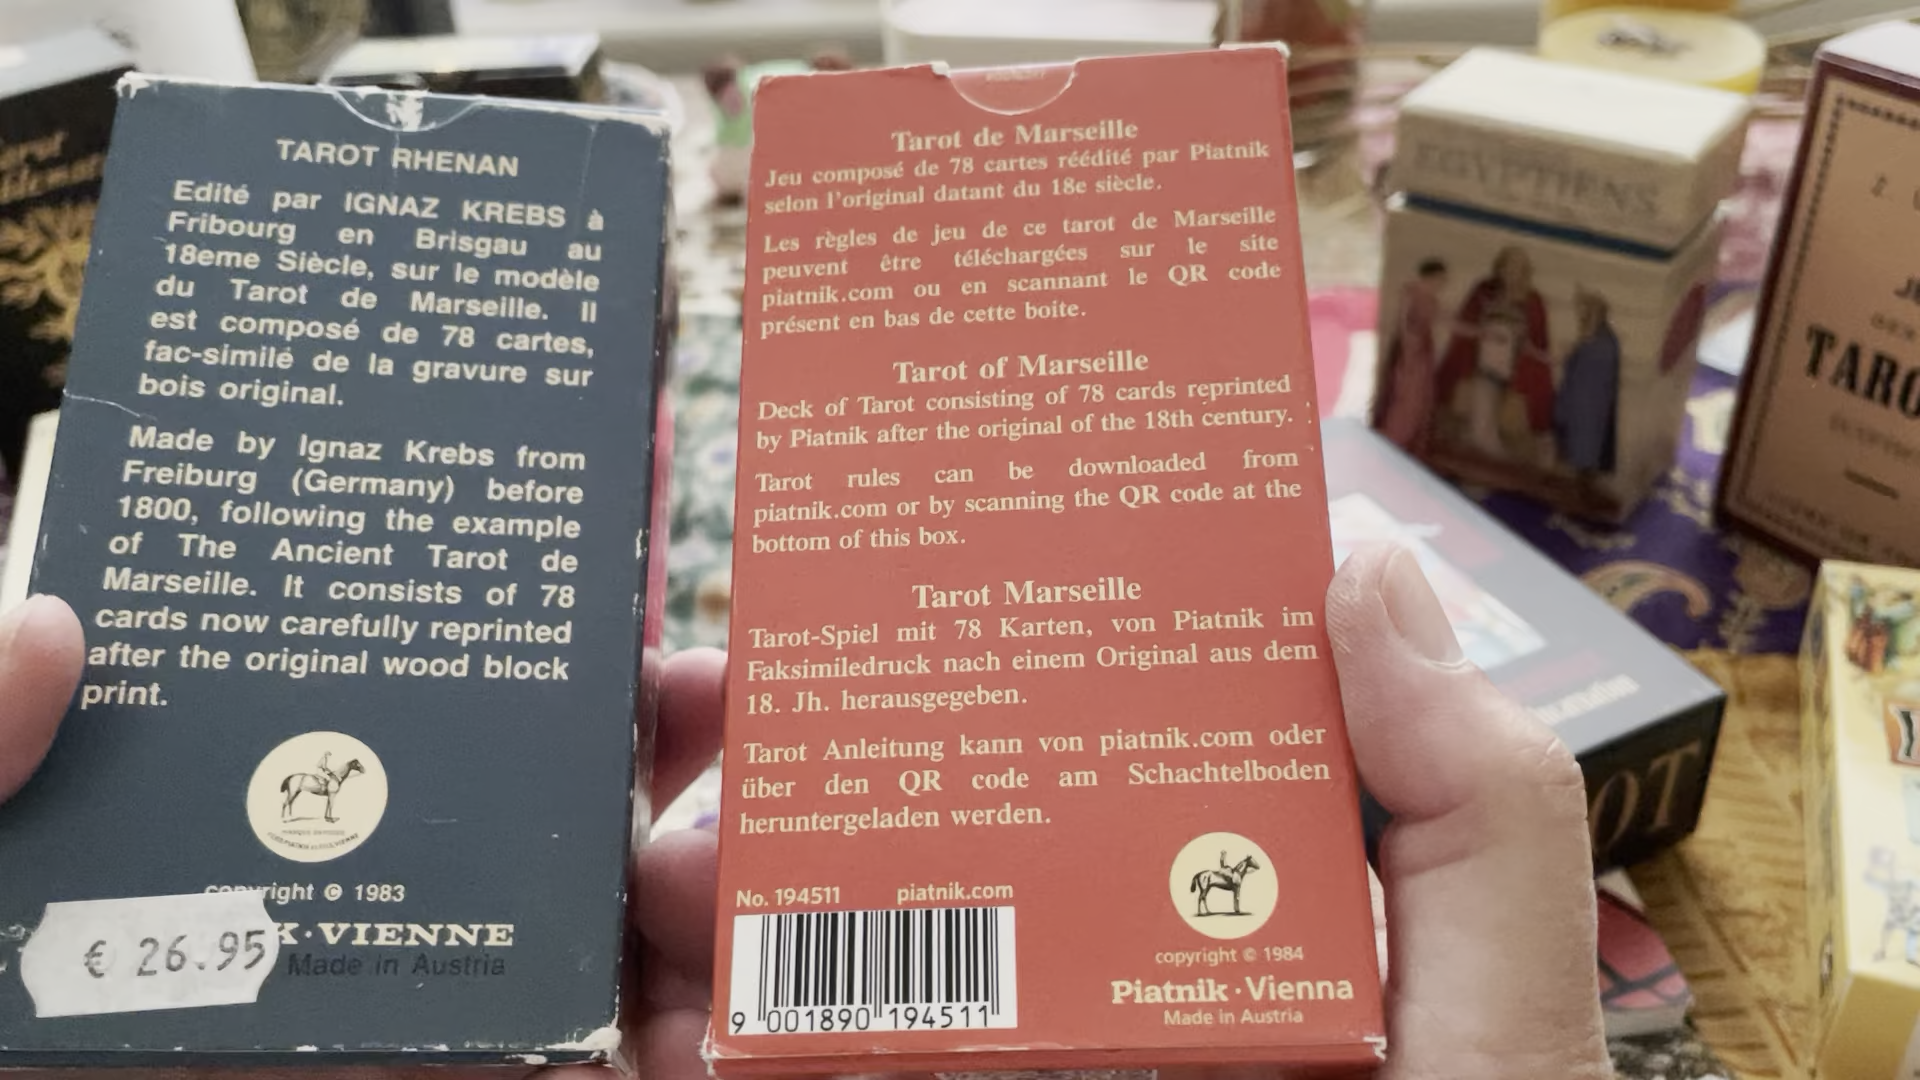 TAROT RHENAN
Edité par IGNAZ KREBS à
Fribourg en Brisgau au
18eme Siècle, sur le modèle
du Tarot de Marseille. Il
est composé de 78 cartes,
fac-similé de la gravure sur
bois original.
Made by Ignaz Krebs from
Freiburg (Germany) before
1800, following the example
of The Ancient Tarot de
Marseille. It consists of 78
cards now carefully reprinted
after the original wood block
print.
copyright © 1983
K·VIENNE
€ 26.95
Made in Austria
Tarot de Marseille
Jeu composé de 78 cartes réédité par Piatnik
selon l'original datant du 18e siècle.
Les règles de jeu de ce tarot de Marseille
peuvent être téléchargées sur le site
piatnik.com ou en scannant le QR code
présent en bas de cette boite.
Tarot of Marseille
Deck of Tarot consisting of 78 cards reprinted
by Piatnik after the original of the 18th century.
Tarot rules can be downloaded from
piatnik.com or by scanning the QR code at the
bottom of this box.
Tarot Marseille
Tarot-Spiel mit 78 Karten, von Piatnik im
Faksimiledruck nach einem Original aus dem
18. Jh. herausgegeben.
Tarot Anleitung kann von piatnik.com oder
über den QR code am Schachtelboden
heruntergeladen werden.
No. 194511 piatnik.com
9 001890 194511
copyright © 1984
Piatnik · Vienna
Made in Austria
EGYPTIENS
TARO
OT